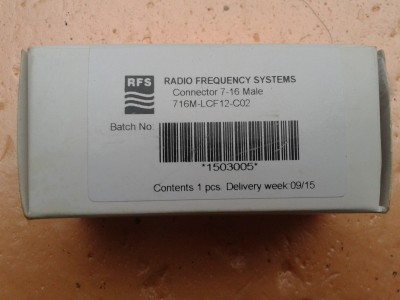 RFS
RADIO FREQUENCY SYSTEMS
Connector 7-16 Male
716M-LCF12-C02
Batch No
*1503005*
Contents 1 pcs. Delivery week:09/15